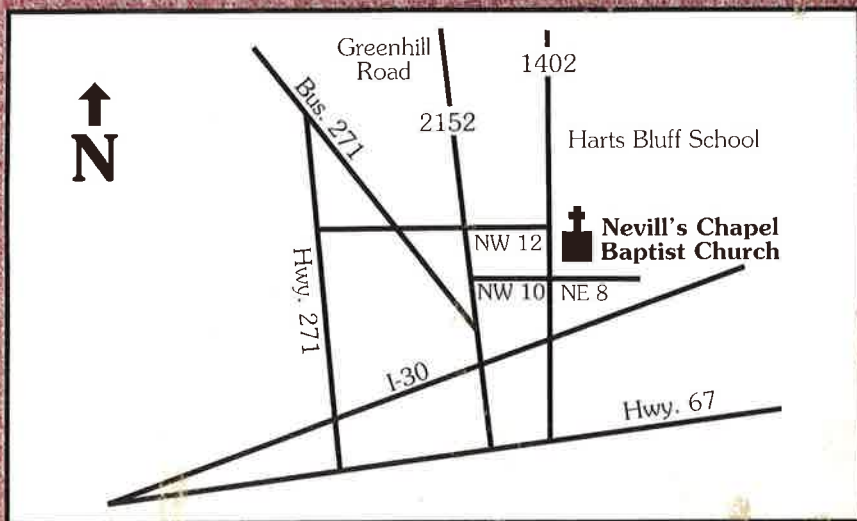 Greenhill
Road
1402
Bus. 271
2152
Harts Bluff School
N
Nevill's Chapel
Baptist Church
NW 12
Hwy. 271
NW 10
NE 8
I-30
Hwy. 67